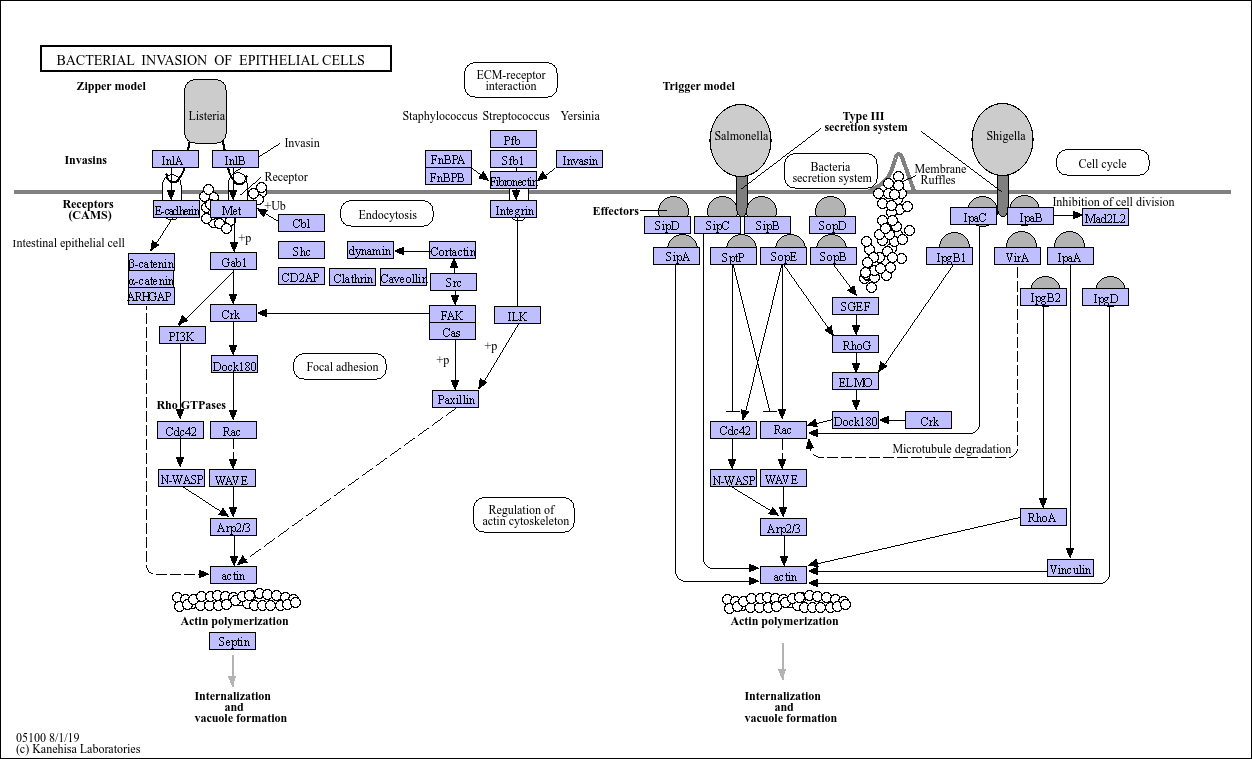 BACTERIAL INVASION OF EPITHELIAL CELLS
Zipper model
Listeria
Invasin
Invasins
InlA
InlB
Receptor
Receptors
(CAMS)
E-cadherin
Met
+Ub
Cbl
Intestinal epithelial cell
+p
β-catenin
α-catenin
ARHGAP
Gab1
Shc
CD2AP
Clathrin
Caveollin
dynamin
Cortactin
Src
FAK
Cas
Crk
PI3K
Dock180
Rho GTPases
Cdc42
Rac
N-WASP
WAVE
Arp2/3
actin
Actin polymerization
Septin
Internalization
and
vacuole formation
ECM-receptor
interaction
Staphylococcus
Streptococcus
Yersinia
Pfb
FnBPA
FnBPB
Sfb1
Invasin
Fibronectin
Integrin
Endocytosis
ILK
+p
+p
Paxillin
Focal adhesion
Regulation of
actin cytoskeleton
Trigger model
Salmonella
Type III
secretion system
Shigella
Bacteria
secretion system
Membrane
Ruffles
Cell cycle
Inhibition of cell division
Effectors
SipD
SipC
SipB
SopD
IpaC
IpaB
Mad2L2
SipA
SptP
SopE
SopB
IpgB1
VirA
IpaA
IpgB2
IpgD
SGEF
RhoG
ELMO
Dock180
Crk
Cdc42
Rac
Microtubule degradation
N-WASP
WAVE
Arp2/3
RhoA
Vinculin
actin
Actin polymerization
Internalization
and
vacuole formation
05100 8/1/19
(c) Kanehisa Laboratories